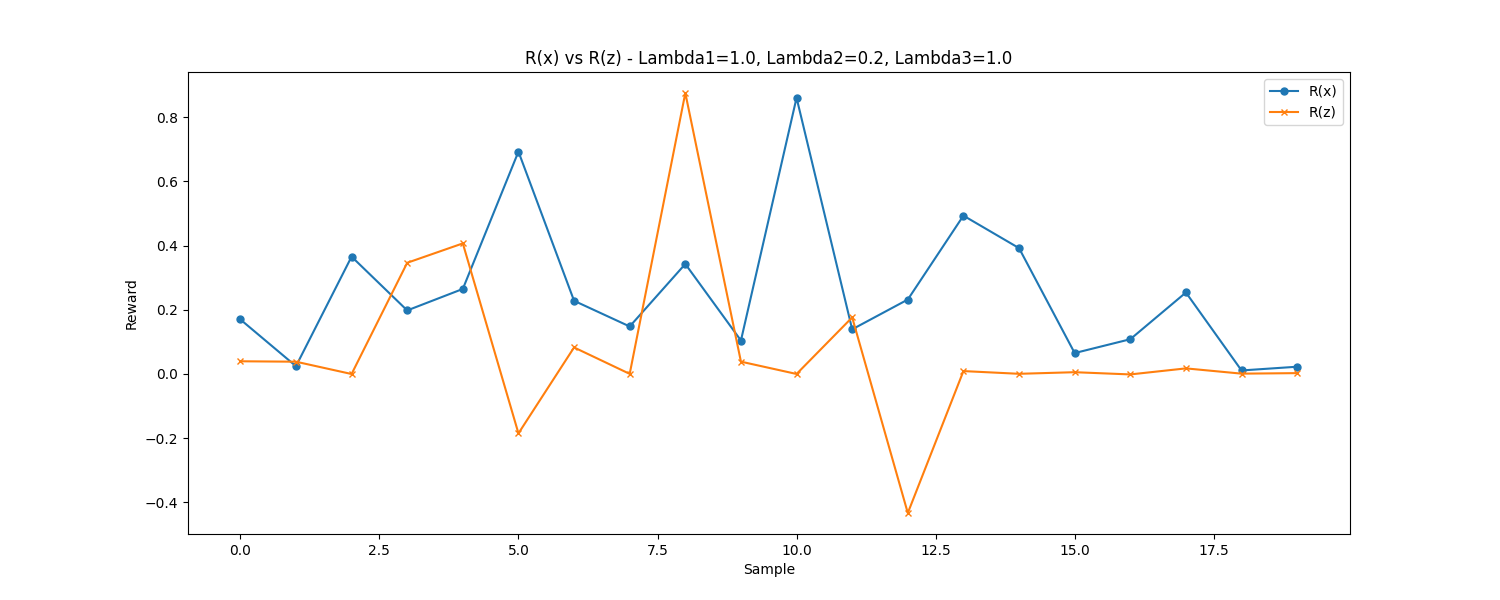 R(x) vs R(z) - Lambda1=1.0, Lambda2=0.2, Lambda3=1.0
R(x)
R(z)
0.8
0.6
0.4
0.2
0.0
−0.2
−0.4
Reward
0.0 2.5 5.0 7.5 10.0 12.5 15.0 17.5
Sample